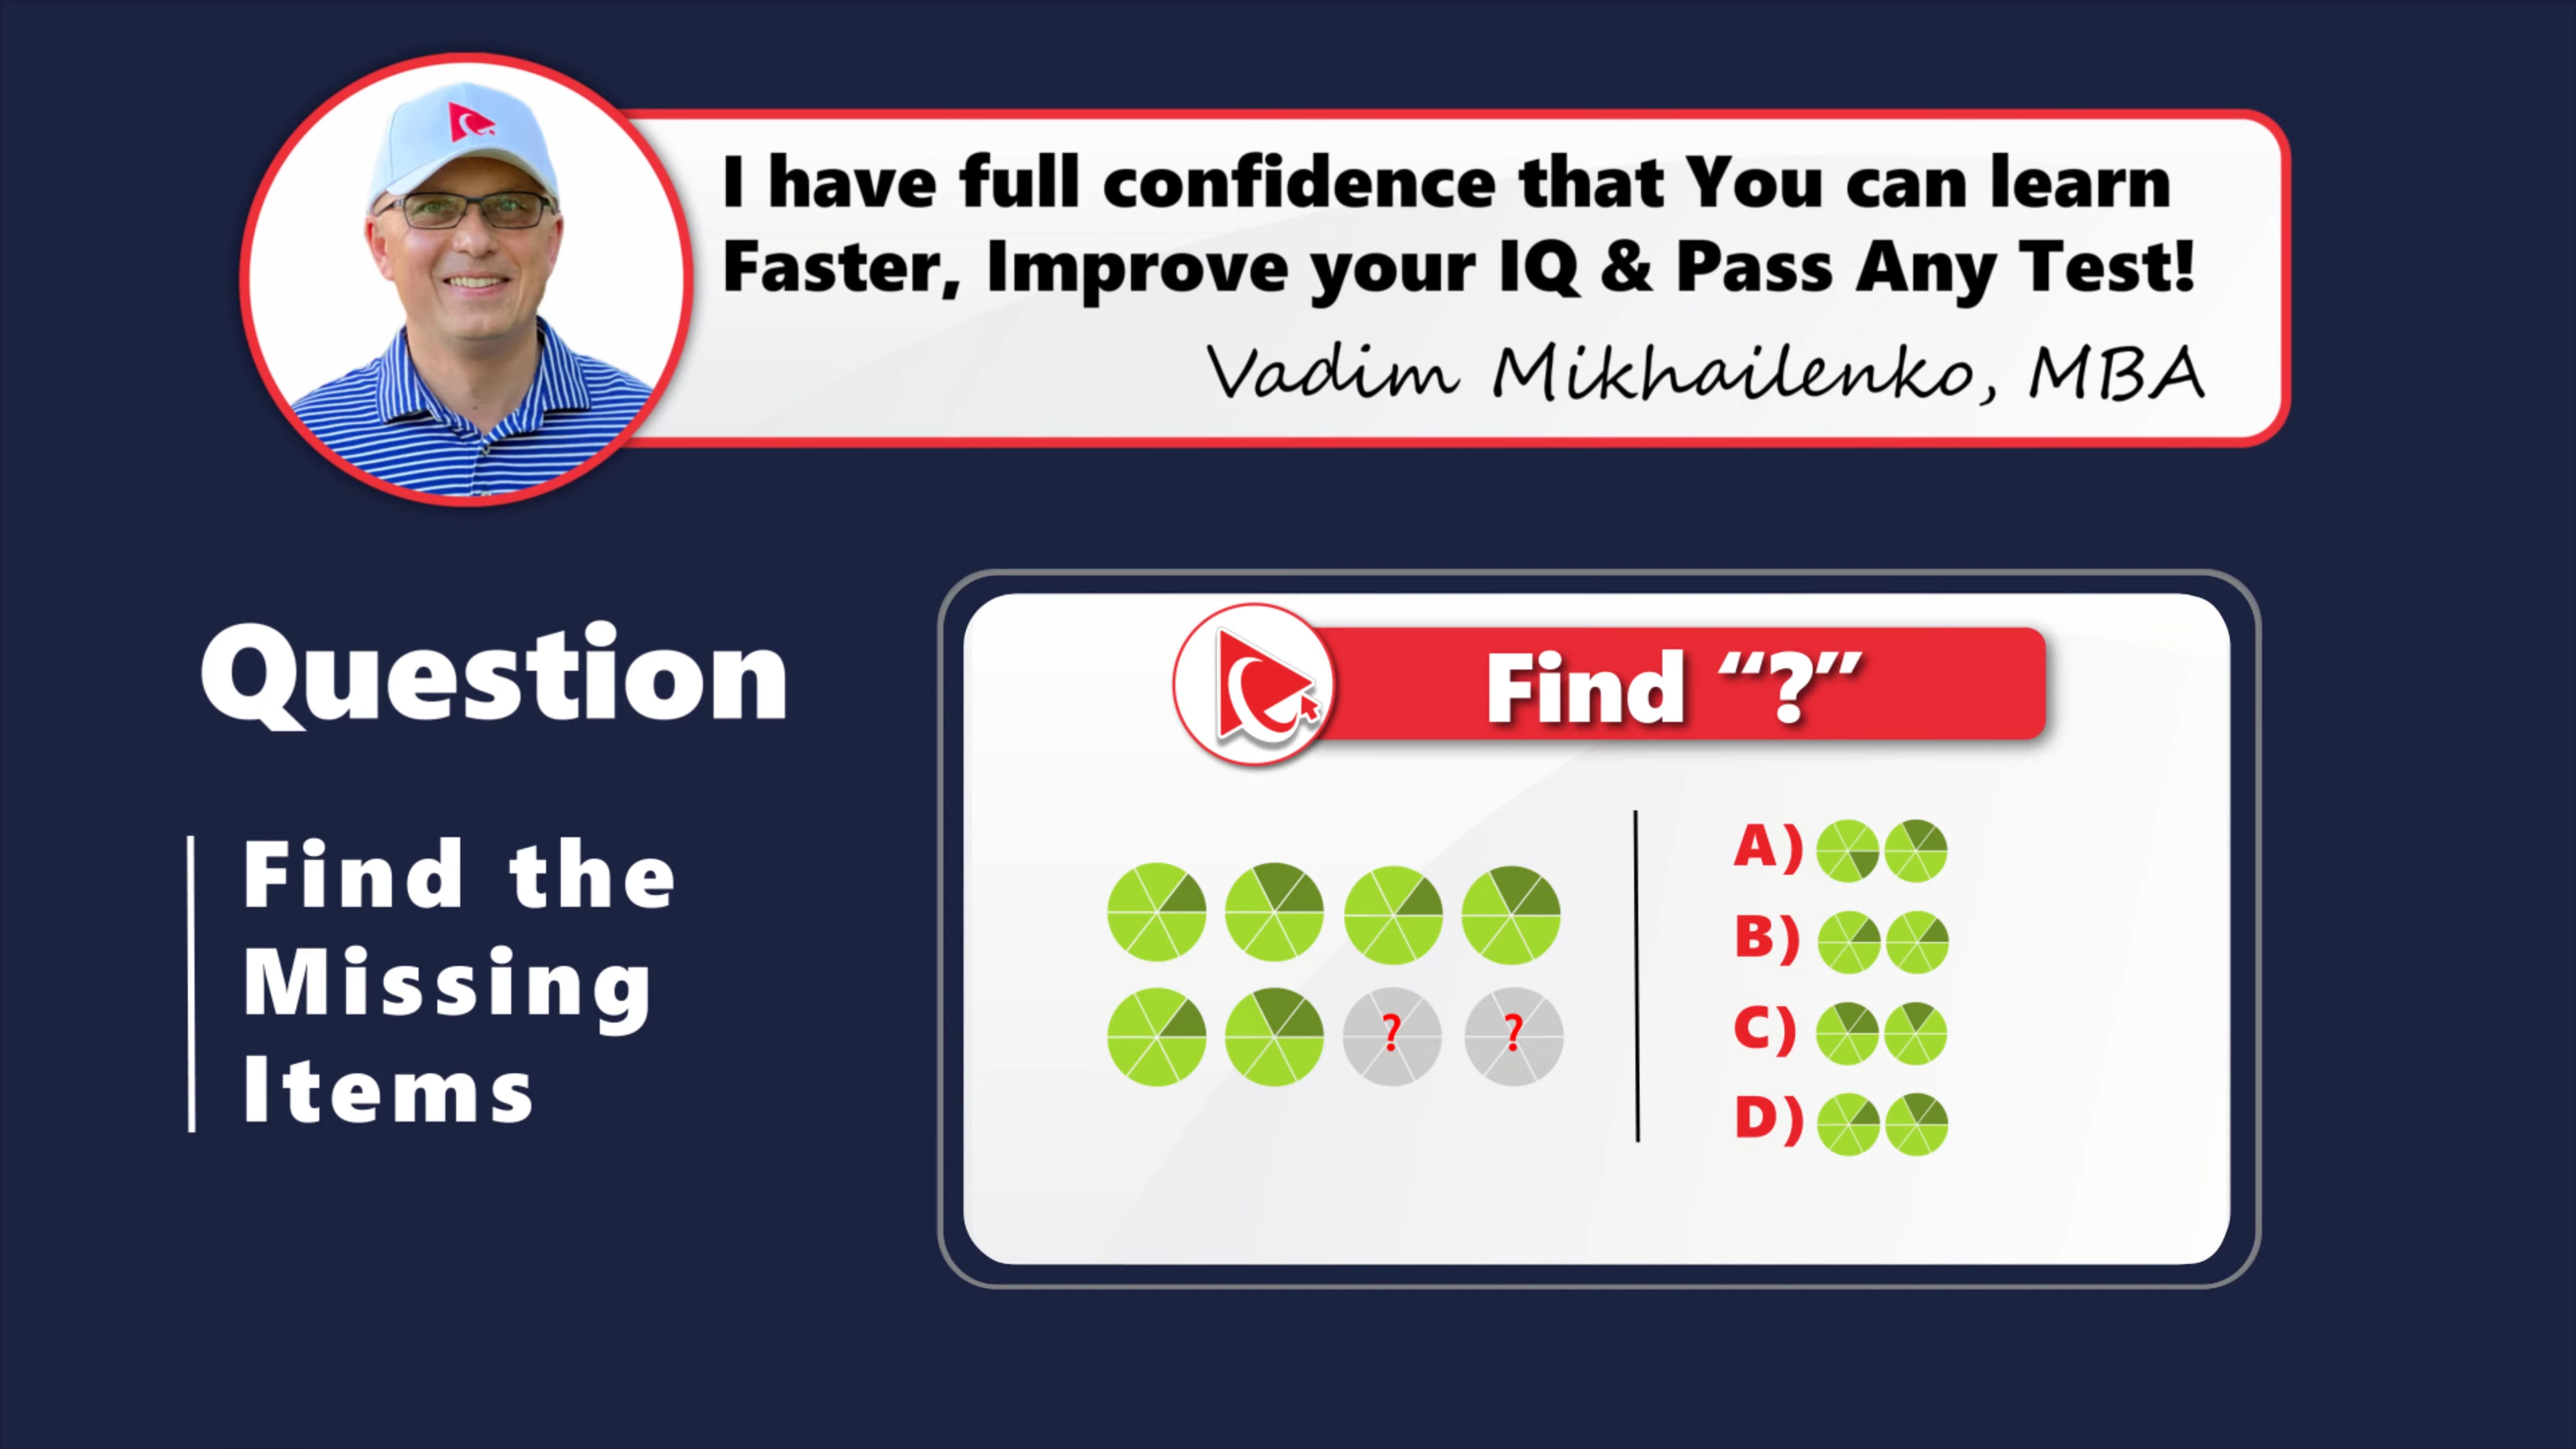 I have full confidence that You can learn
Faster, Improve your IQ & Pass Any Test!
Vadim Mikhailenko, MBA
Question
Find the
Missing
Items
Find “?”
? ?
A)
B)
C)
D)